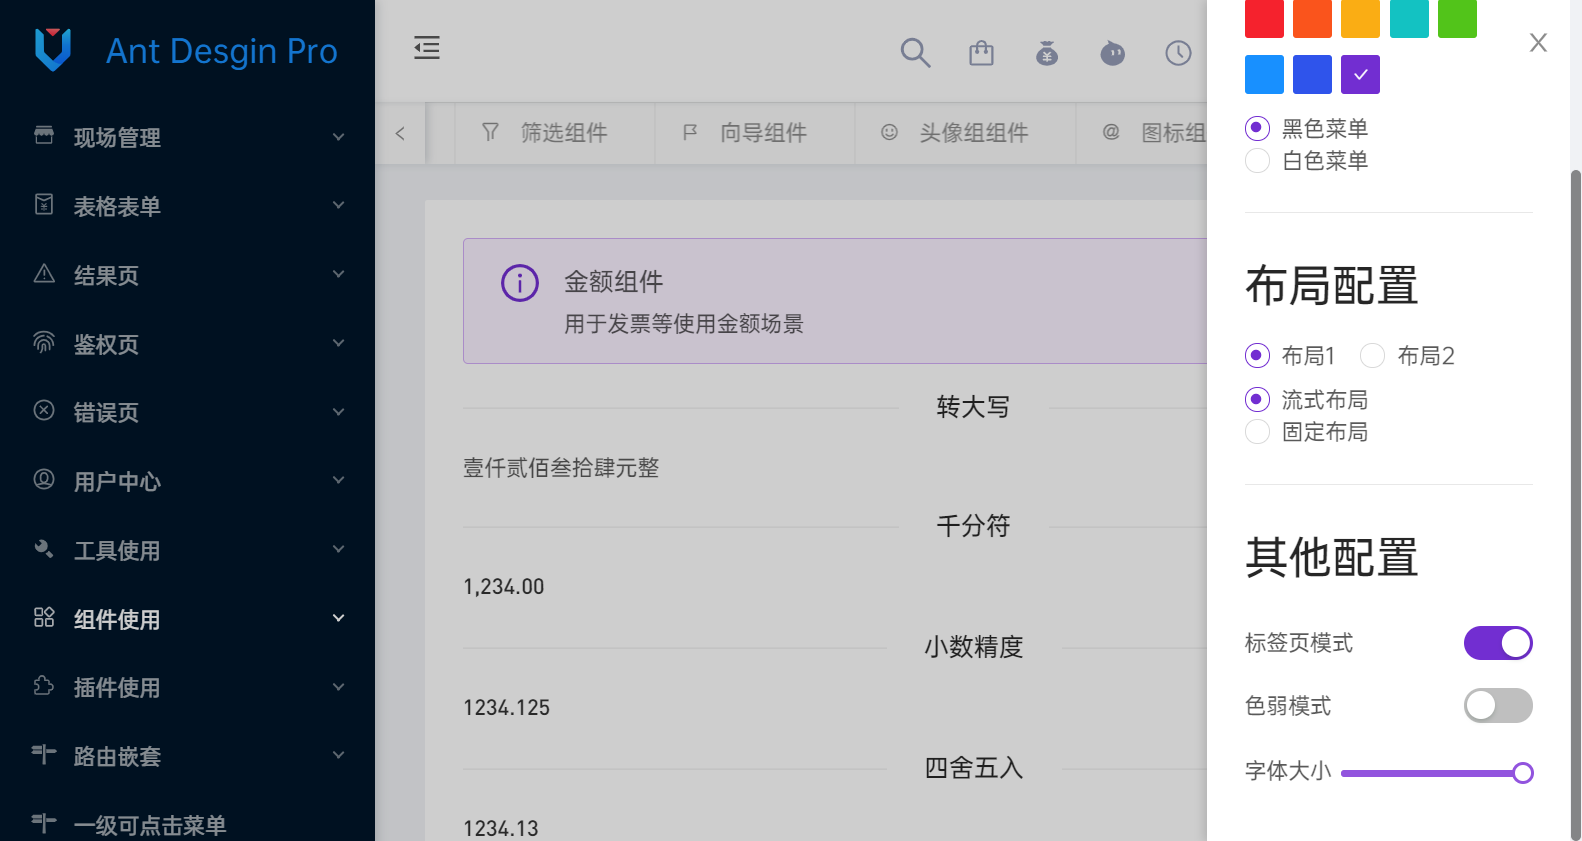 Ant Desgin Pro
现场管理
表格表单
结果页
鉴权页
错误页
用户中心
工具使用
组件使用
插件使用
路由嵌套
一级可点击菜单
筛选组件
向导组件
头像组组件
图标组
金额组件
用于发票等使用金额场景
转大写
壹仟贰佰叁拾肆元整
千分符
1,234.00
小数精度
1234.125
四舍五入
1234.13
黑色菜单
白色菜单
布局配置
布局1 布局2
流式布局
固定布局
其他配置
标签页模式
色弱模式
字体大小